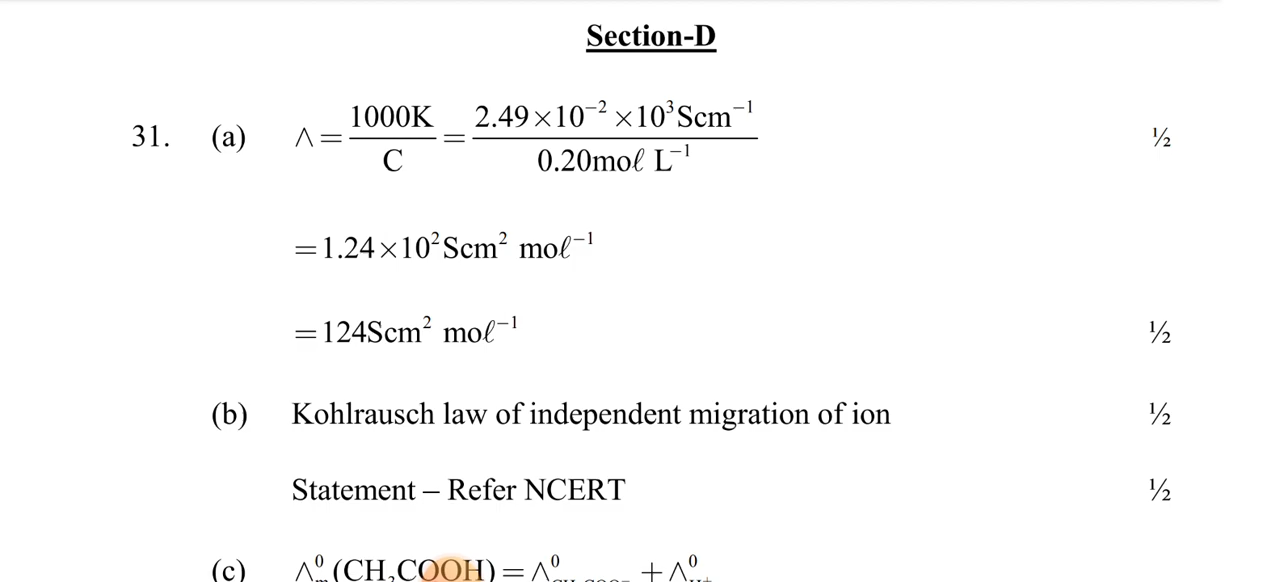 Section-D
31. (a) ∧ = 1000K / C = 2.49×10⁻² ×10³Scm⁻¹ / 0.20moℓ L⁻¹ ½
=1.24×10²Scm² moℓ⁻¹
=124Scm² moℓ⁻¹ ½
(b) Kohlrausch law of independent migration of ion ½
Statement – Refer NCERT ½
(c) ∧⁰ₘ (CH₃COOH) = ∧⁰ + ∧⁰